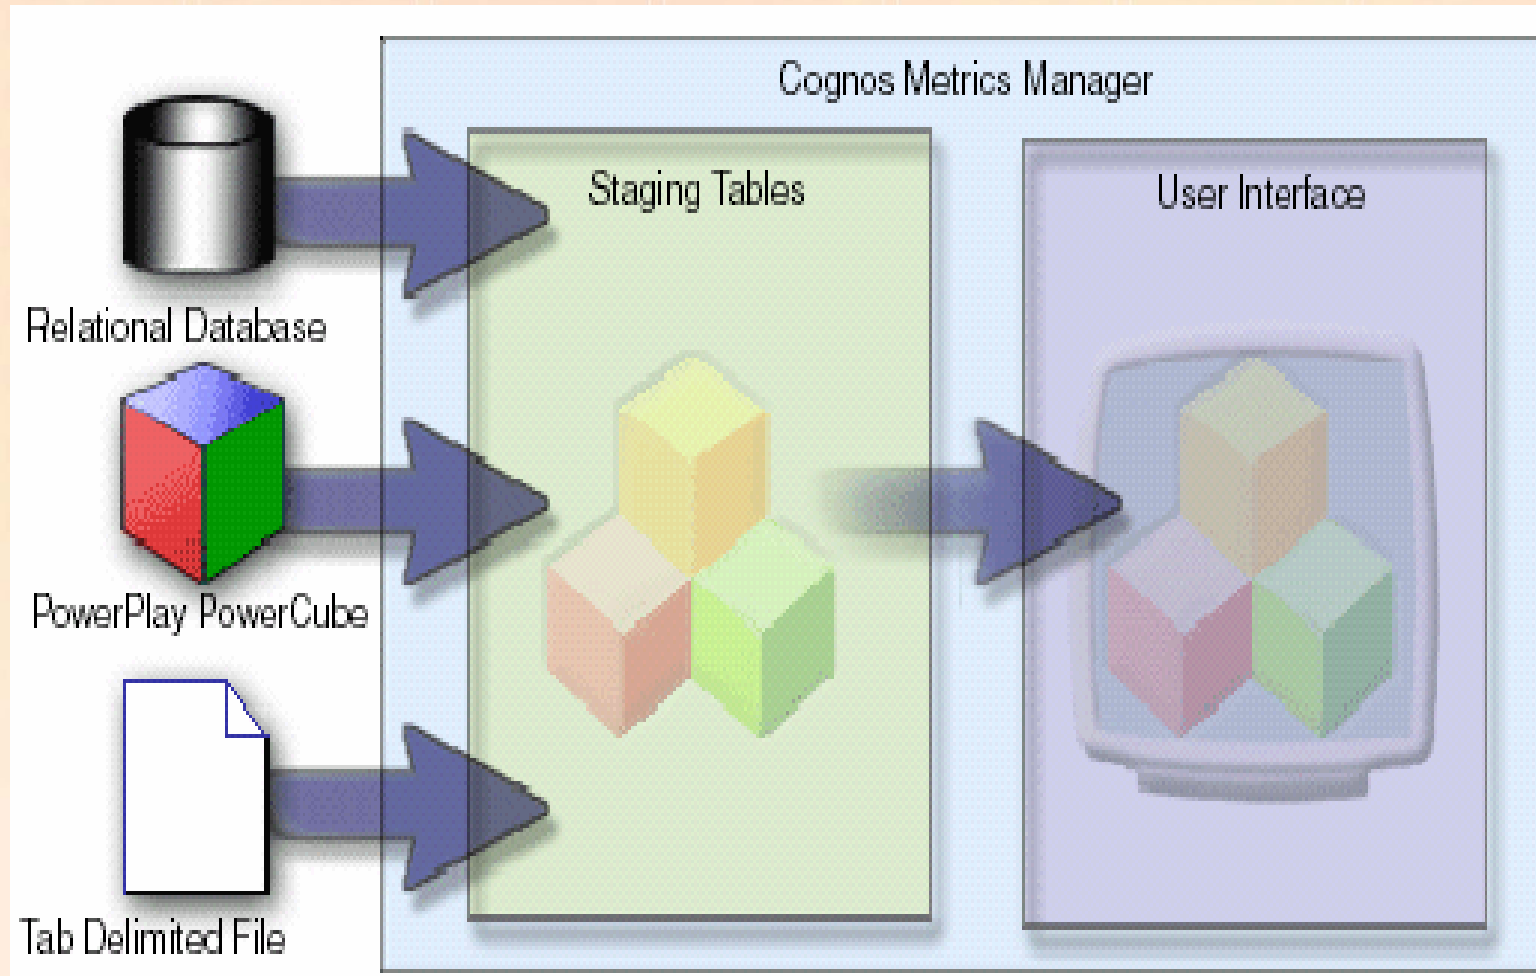 Cognos Metrics Manager
Staging Tables
User Interface
Relational Database
PowerPlay PowerCube
Tab Delimited File